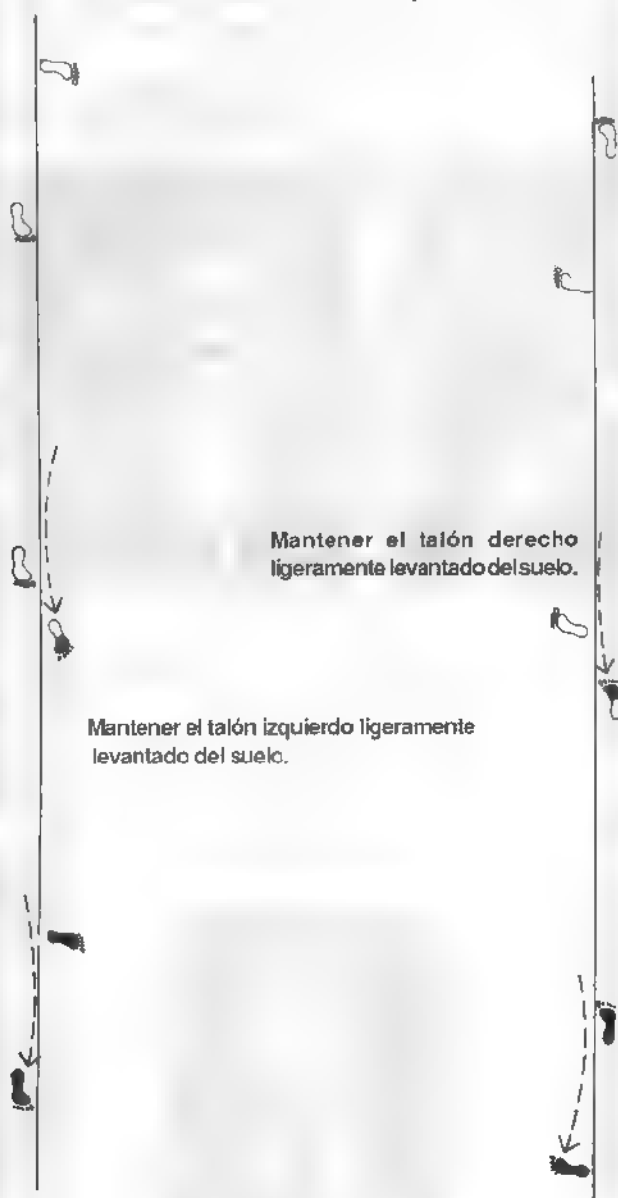 Mantener el talón derecho
ligeramente levantado del suelo.
Mantener el talón izquierdo ligeramente
levantado del suelo.